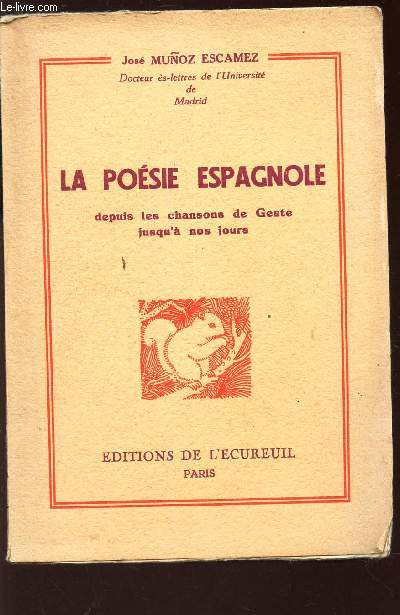 Le-livre.com
José MUÑOZ ESCAMEZ
Docteur ès-lettres de l'Université
de
Madrid
LA POÉSIE ESPAGNOLE
depuis les chansons de Geste
jusqu'à nos jours
EDITIONS DE L'ECUREUIL
PARIS